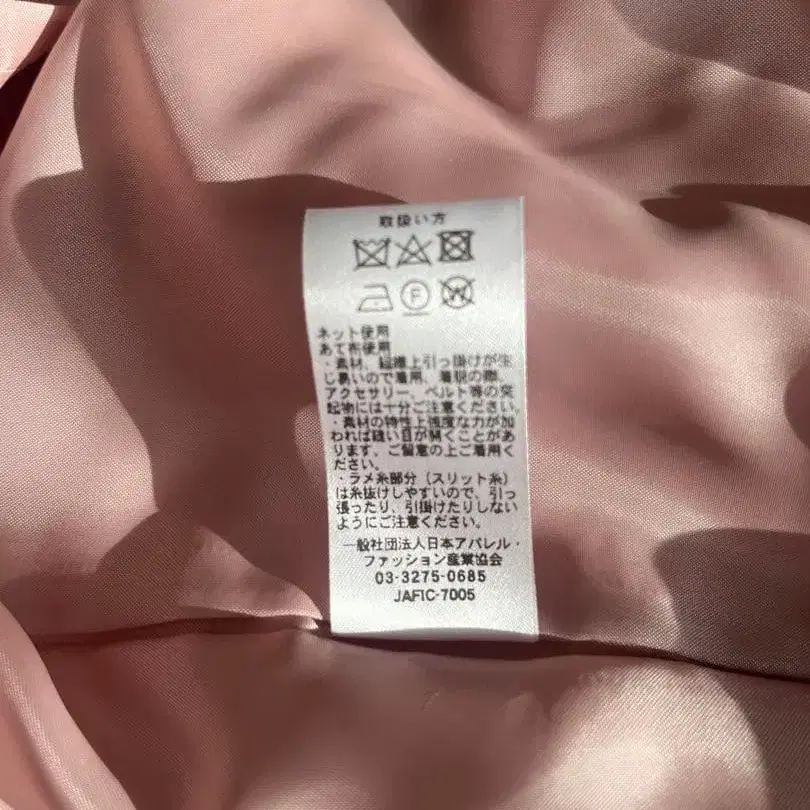 取扱い方
F W
ネット使用
あて布使用
・素材、組織上引っ掛けが生
じ易いので着用、着脱の際、
アクセサリー、ベルト等の突
起物には十分ご注意ください。
・素材の特性上強度な力が加
われば縫い目が開くことがあ
ります。ご留意の上ご着用く
ださい。
・ラメ糸部分（スリット糸）
は糸抜けしやすいので、引っ
張ったり、引掛けたりしない
ようにご注意ください。
一般社団法人日本アパレル・
ファッション産業協会
03-3275-0685
JAFIC-7005